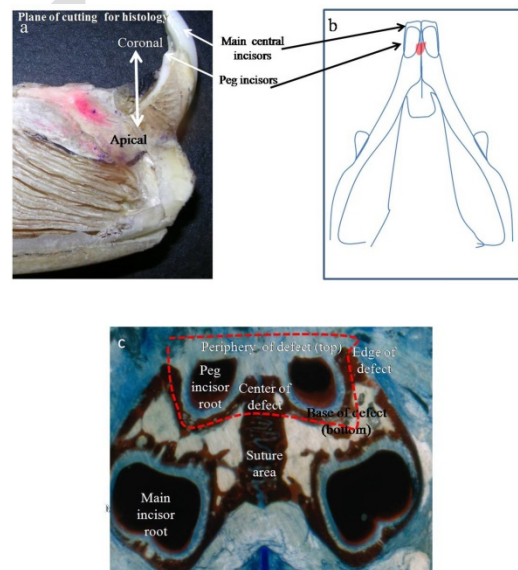 a
Plane of cutting for histology
Coronal
Apical
Main central
incisors
Peg incisors
b
c
Periphery of defect (top)
Edge of
defect
Peg
incisor
root
Center of
defect
Base of defect
(bottom)
Suture
area
Main
incisor
root